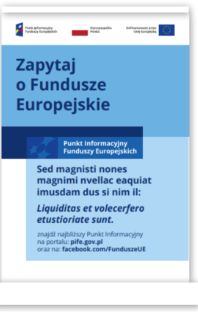 Punkt Informacyjny
Funduszy Europejskich
Rzeczpospolita
Polska
Dofinansowane przez
Unię Europejską
Zapytaj
o Fundusze
Europejskie
Punkt Informacyjny
Funduszy Europejskich
Sed magnisti nones
magnimi nvellac eaquiat
imusdam dus si nim il:
Liquiditas et volecerfero
etustioriate sunt.
znajdź najbliższy Punkt Informacyjny
na portalu: pife.gov.pl
oraz na: facebook.com/FunduszeUE